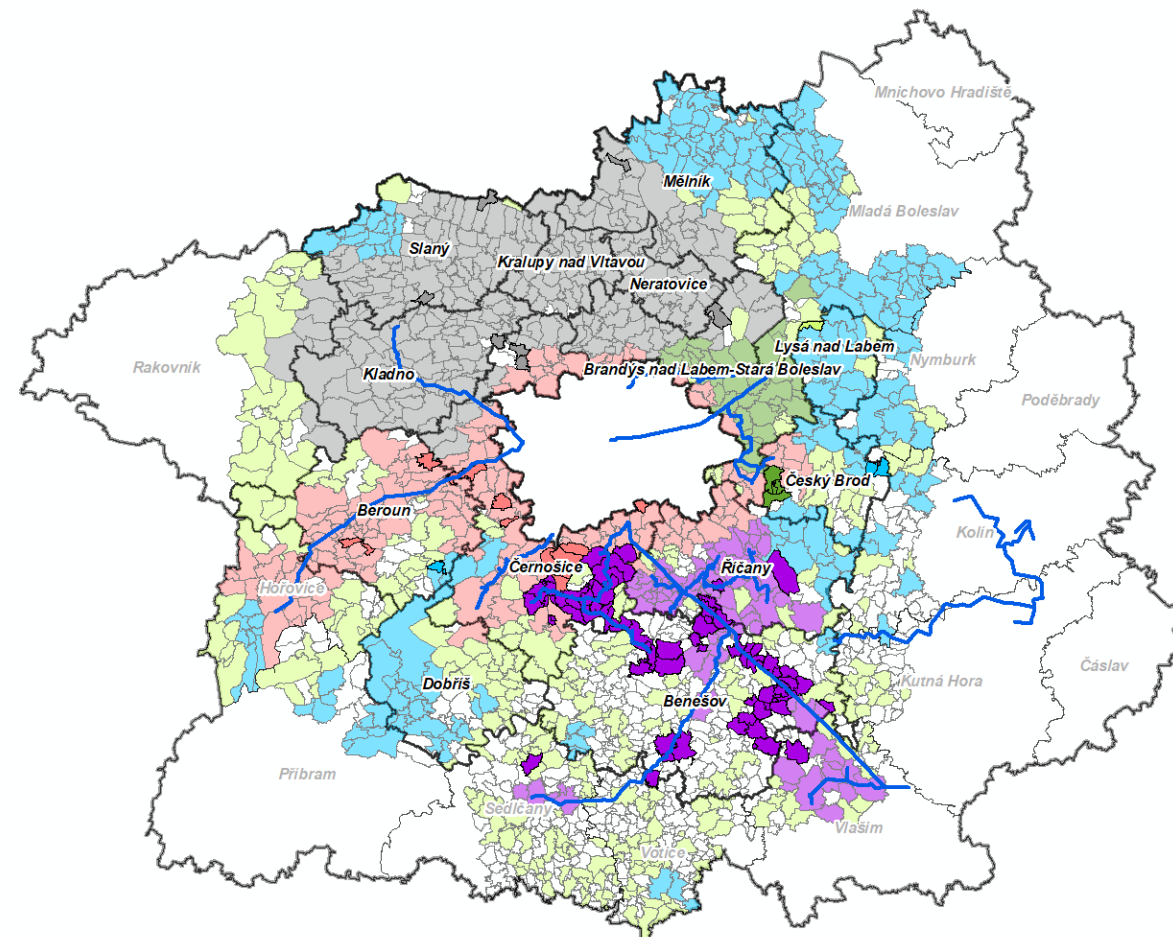 Mnichovo Hradiště
Mělník
Mladá Boleslav
Slaný
Kralupy nad Vltavou
Neratovice
Lysá nad Labem
Nymburk
Rakovník
Kladno
Brandýs nad Labem-Stará Boleslav
Poděbrady
Český Brod
Beroun
Kolín
Černošice
Říčany
Hořovice
Čáslav
Dobříš
Kutná Hora
Benešov
Příbram
Sedlčany
Vlašim
Votice